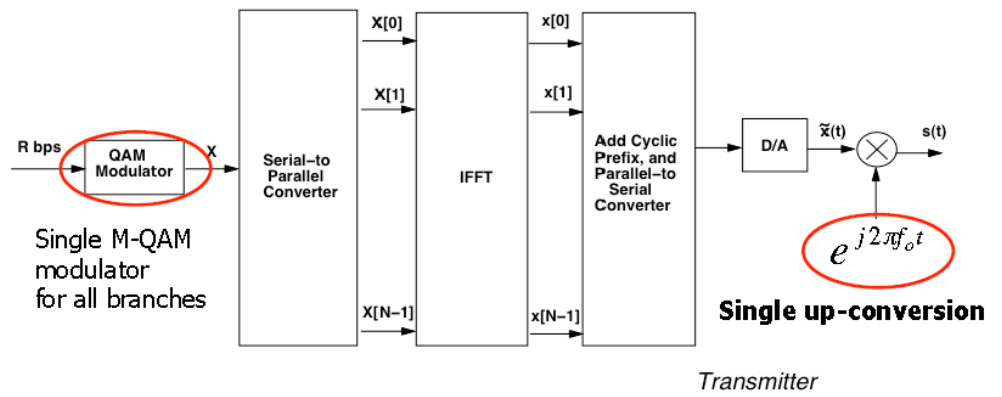 R bps
QAM
Modulator
X
Single M-QAM
modulator
for all branches
Serial–to
Parallel
Converter
X[0]
X[1]
X[N–1]
IFFT
x[0]
x[1]
x[N–1]
Add Cyclic
Prefix, and
Parallel–to
Serial
Converter
D/A
x̃(t)
s(t)
e^{j2πf_o t}
Single up-conversion
Transmitter